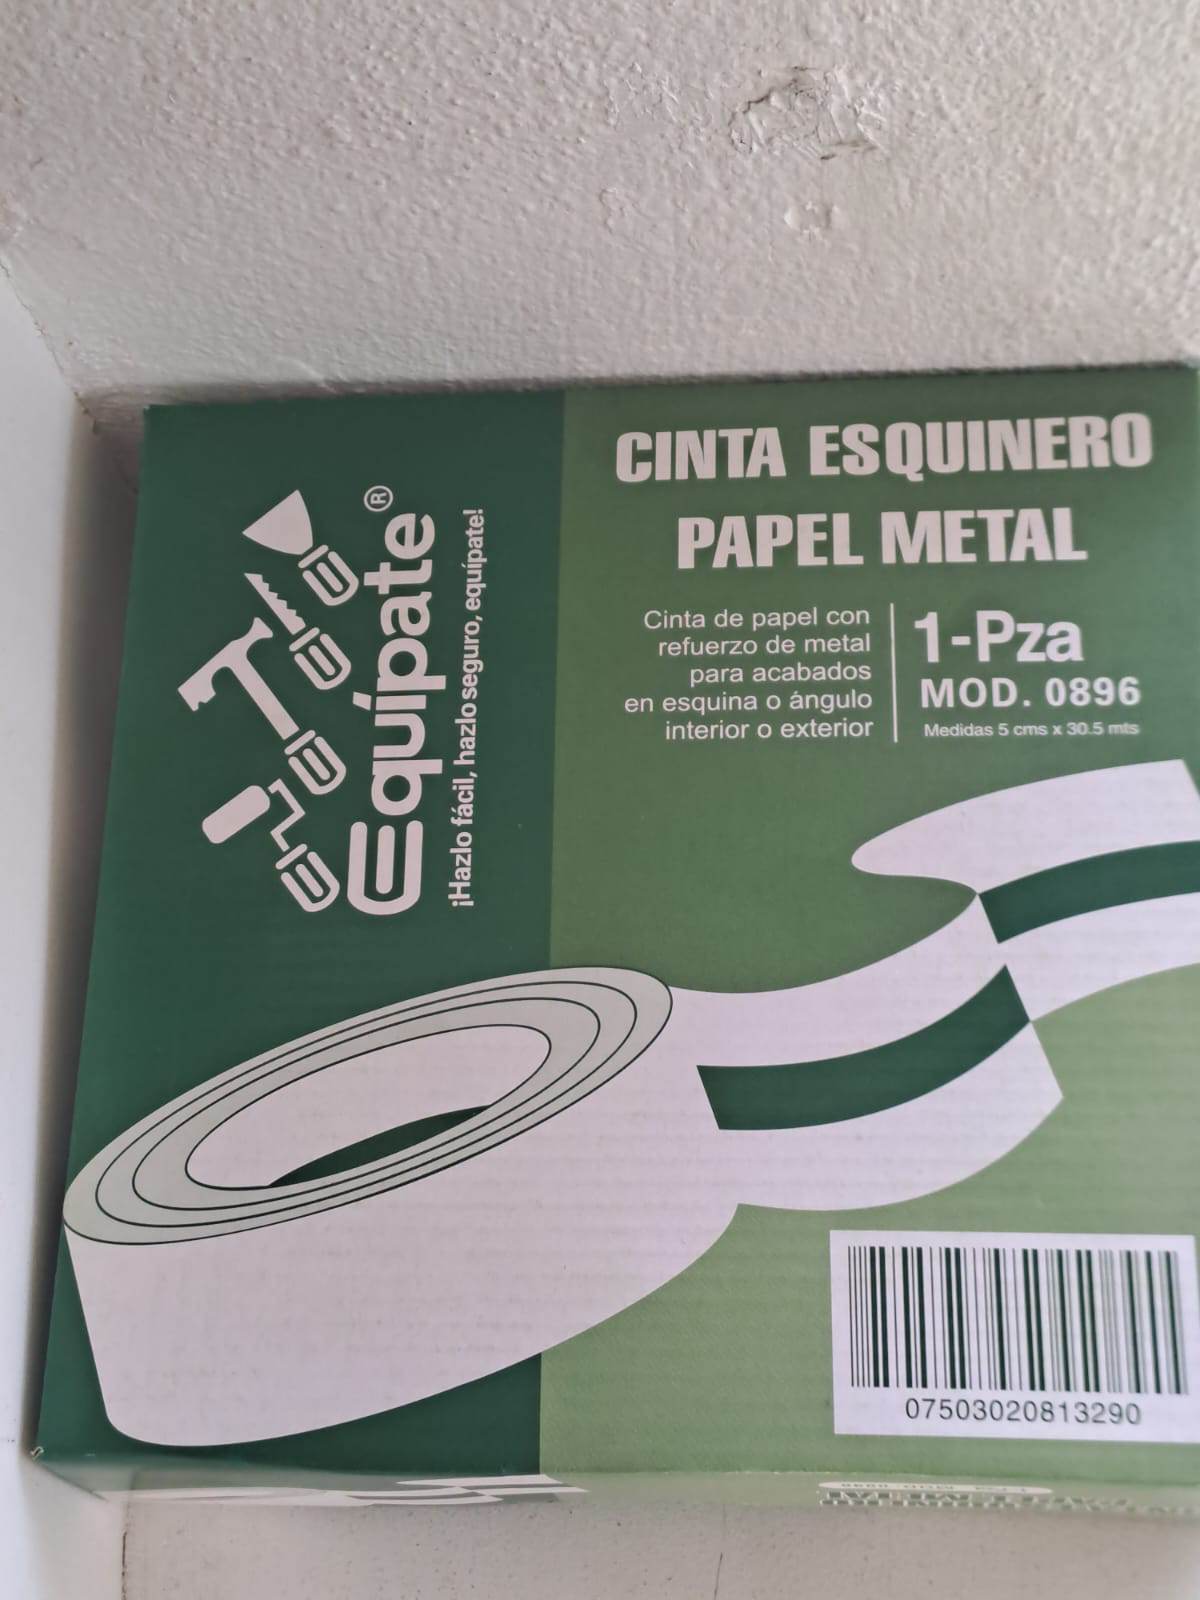 Equípate®
¡Hazlo fácil, hazlo seguro, equípate!
CINTA ESQUINERO
PAPEL METAL
Cinta de papel con
refuerzo de metal
para acabados
en esquina o ángulo
interior o exterior
1-Pza
MOD. 0896
Medidas 5 cms x 30.5 mts
07503020813290